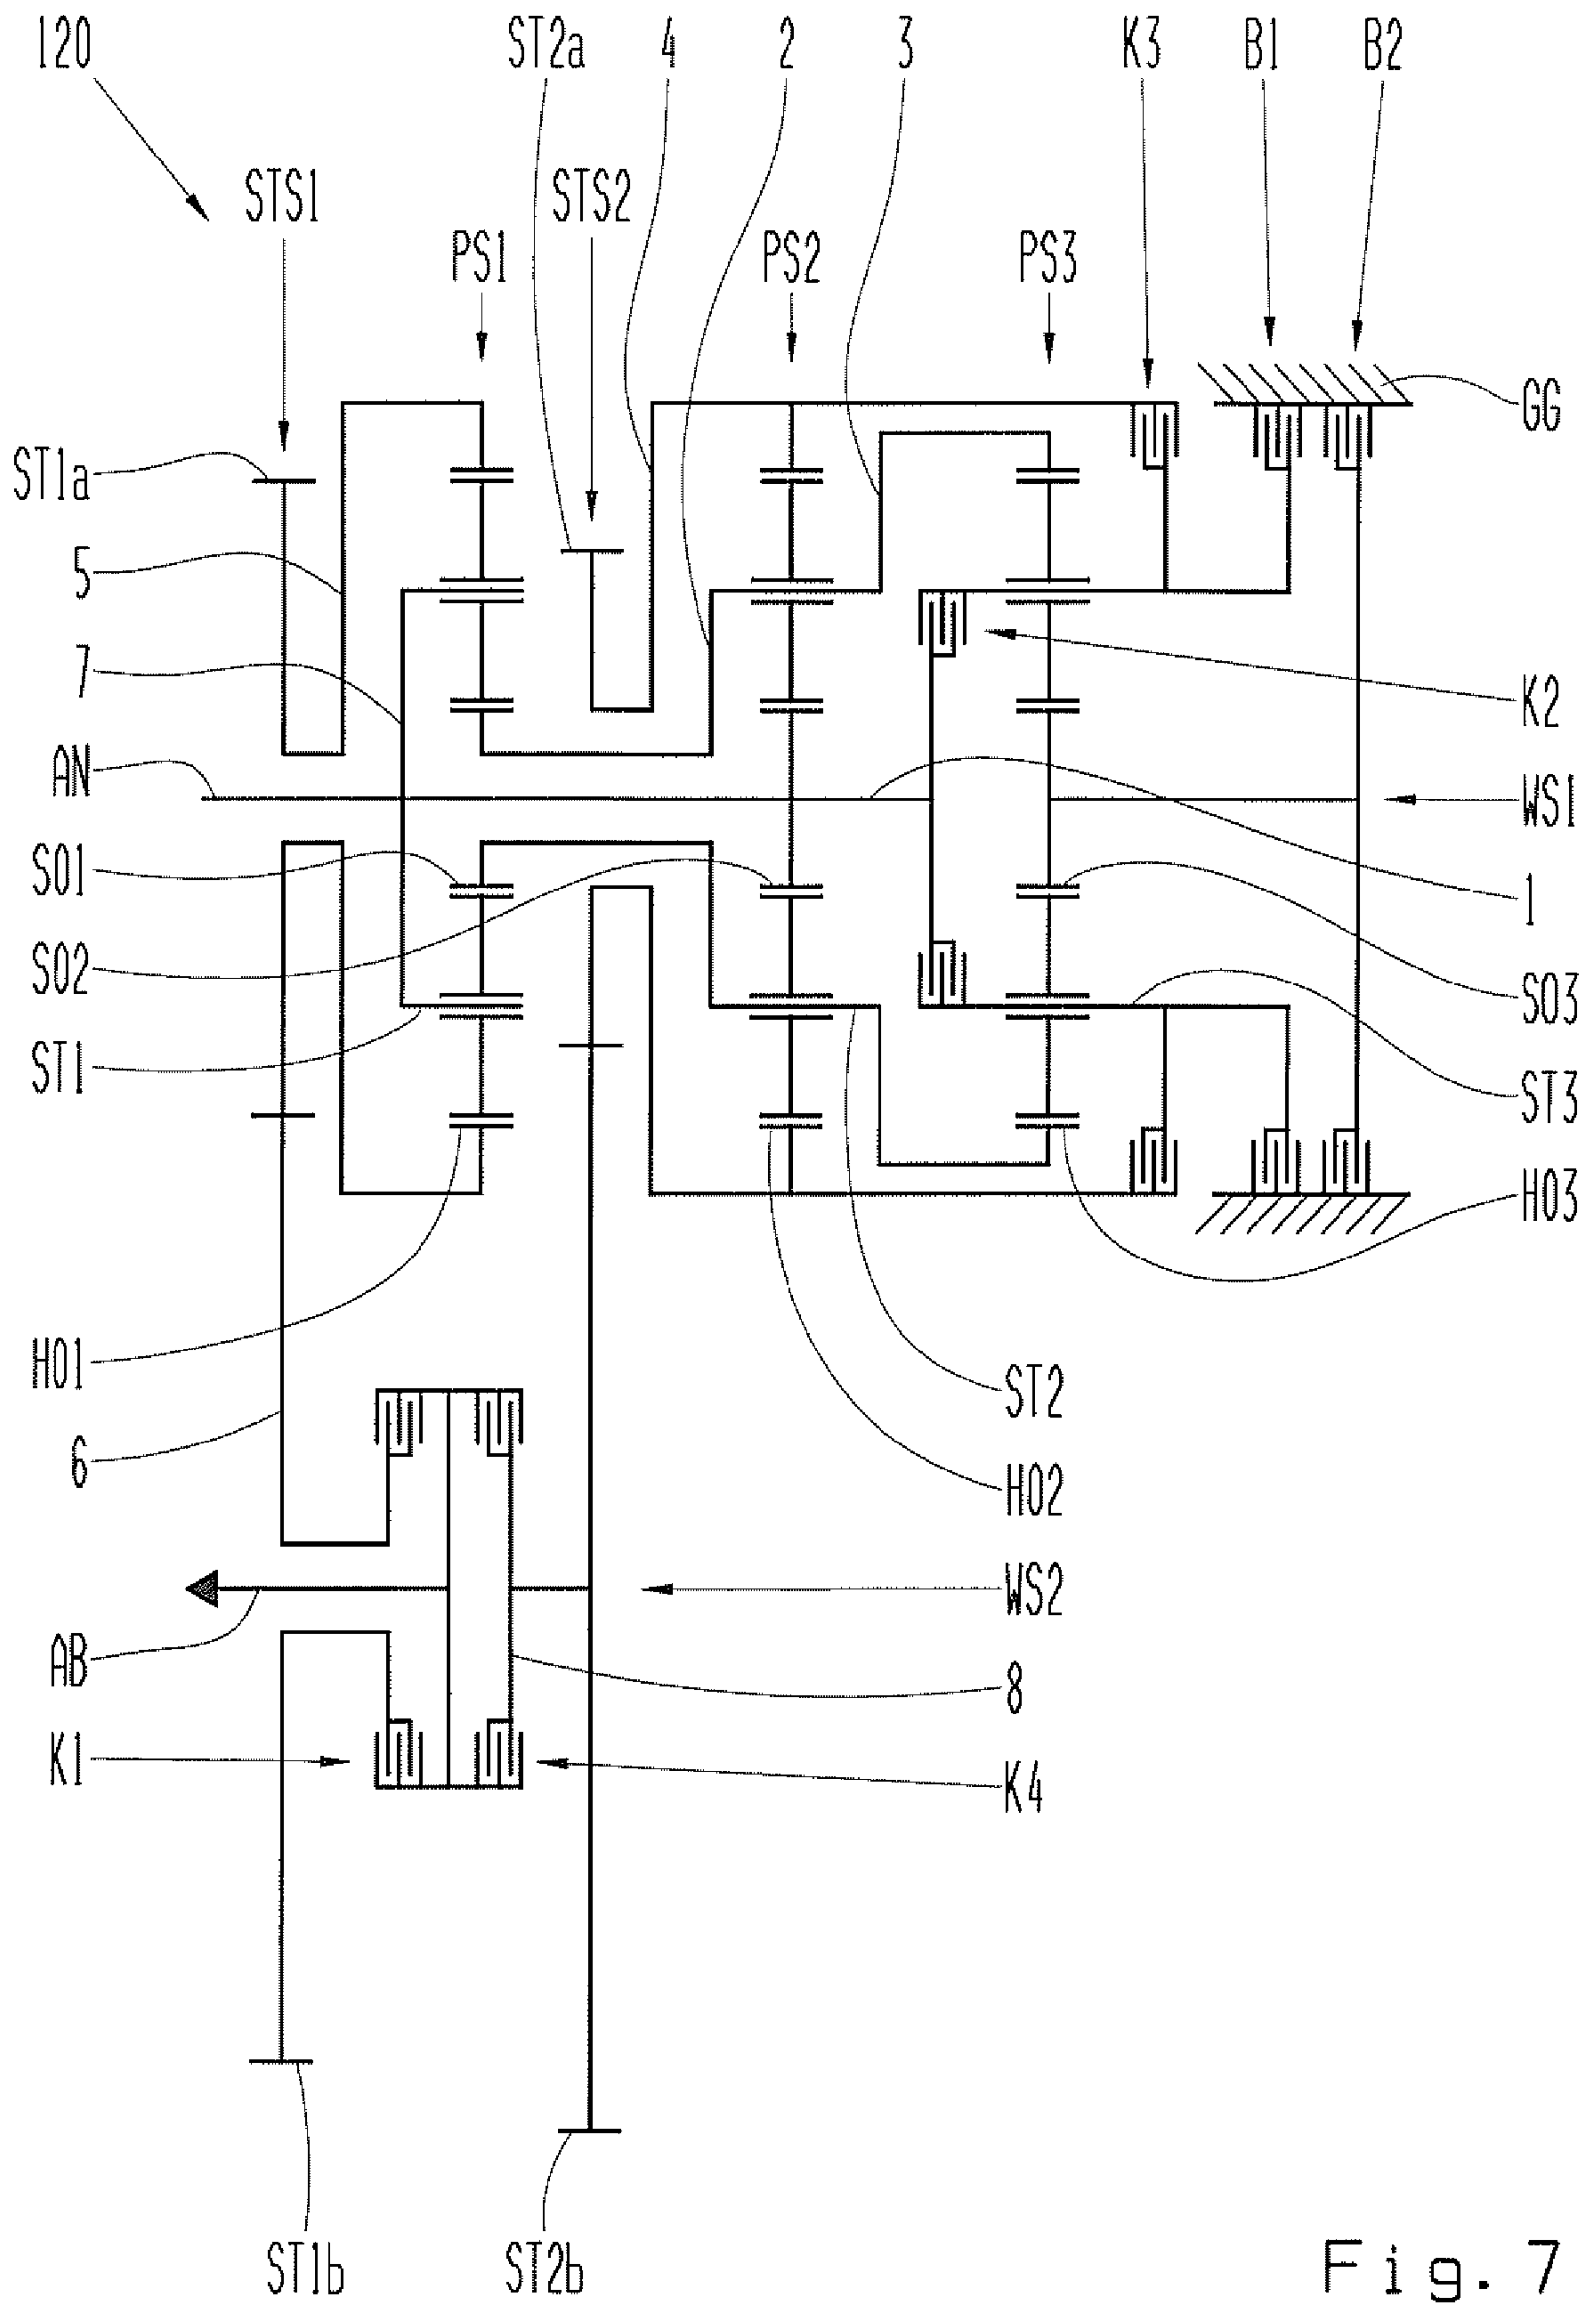 120
ST2a
4
2
3
K3
B1
B2
STS1
STS2
PS1
PS2
PS3
GG
ST1a
5
7
K2
AN
WS1
SO1
1
SO2
SO3
ST1
ST3
HO3
HO1
ST2
6
HO2
WS2
AB
8
K1
K4
ST1b
ST2b
Fig. 7